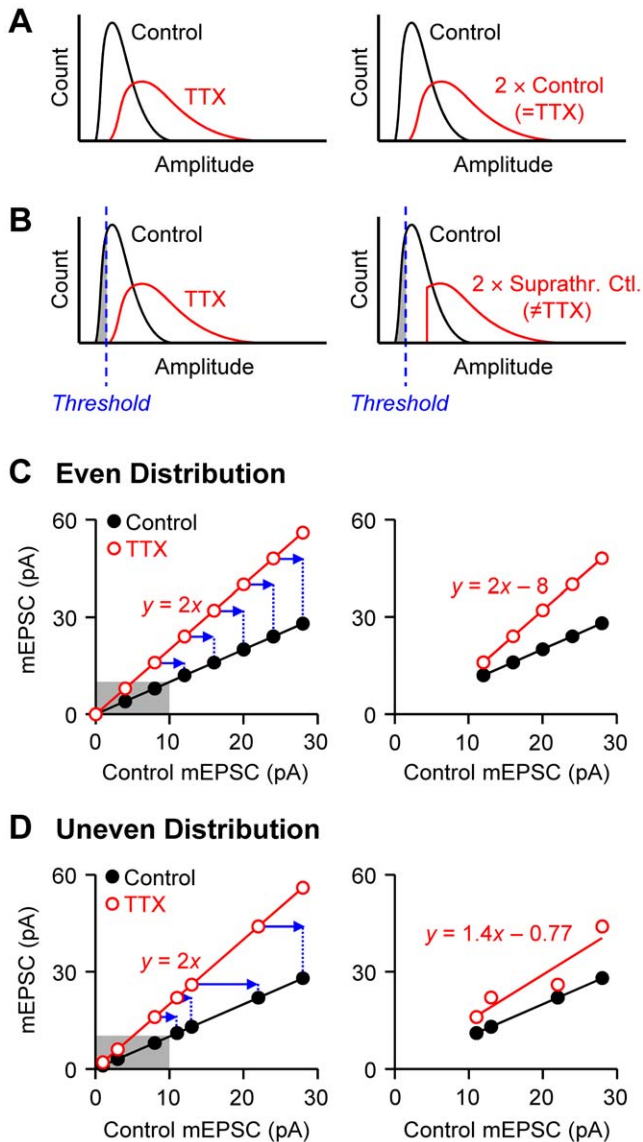 A
Count
Control
TTX
Amplitude
Count
Control
2 × Control
(=TTX)
Amplitude
B
Count
Control
TTX
Amplitude
Threshold
Count
Control
2 × Suprathr. Ctl.
(≠TTX)
Amplitude
Threshold
C Even Distribution
mEPSC (pA)
60
30
0
Control
TTX
y = 2x
0 10 20 30
Control mEPSC (pA)
60
30
0
y = 2x – 8
0 10 20 30
Control mEPSC (pA)
D Uneven Distribution
mEPSC (pA)
60
30
0
Control
TTX
y = 2x
0 10 20 30
Control mEPSC (pA)
60
30
0
y = 1.4x – 0.77
0 10 20 30
Control mEPSC (pA)